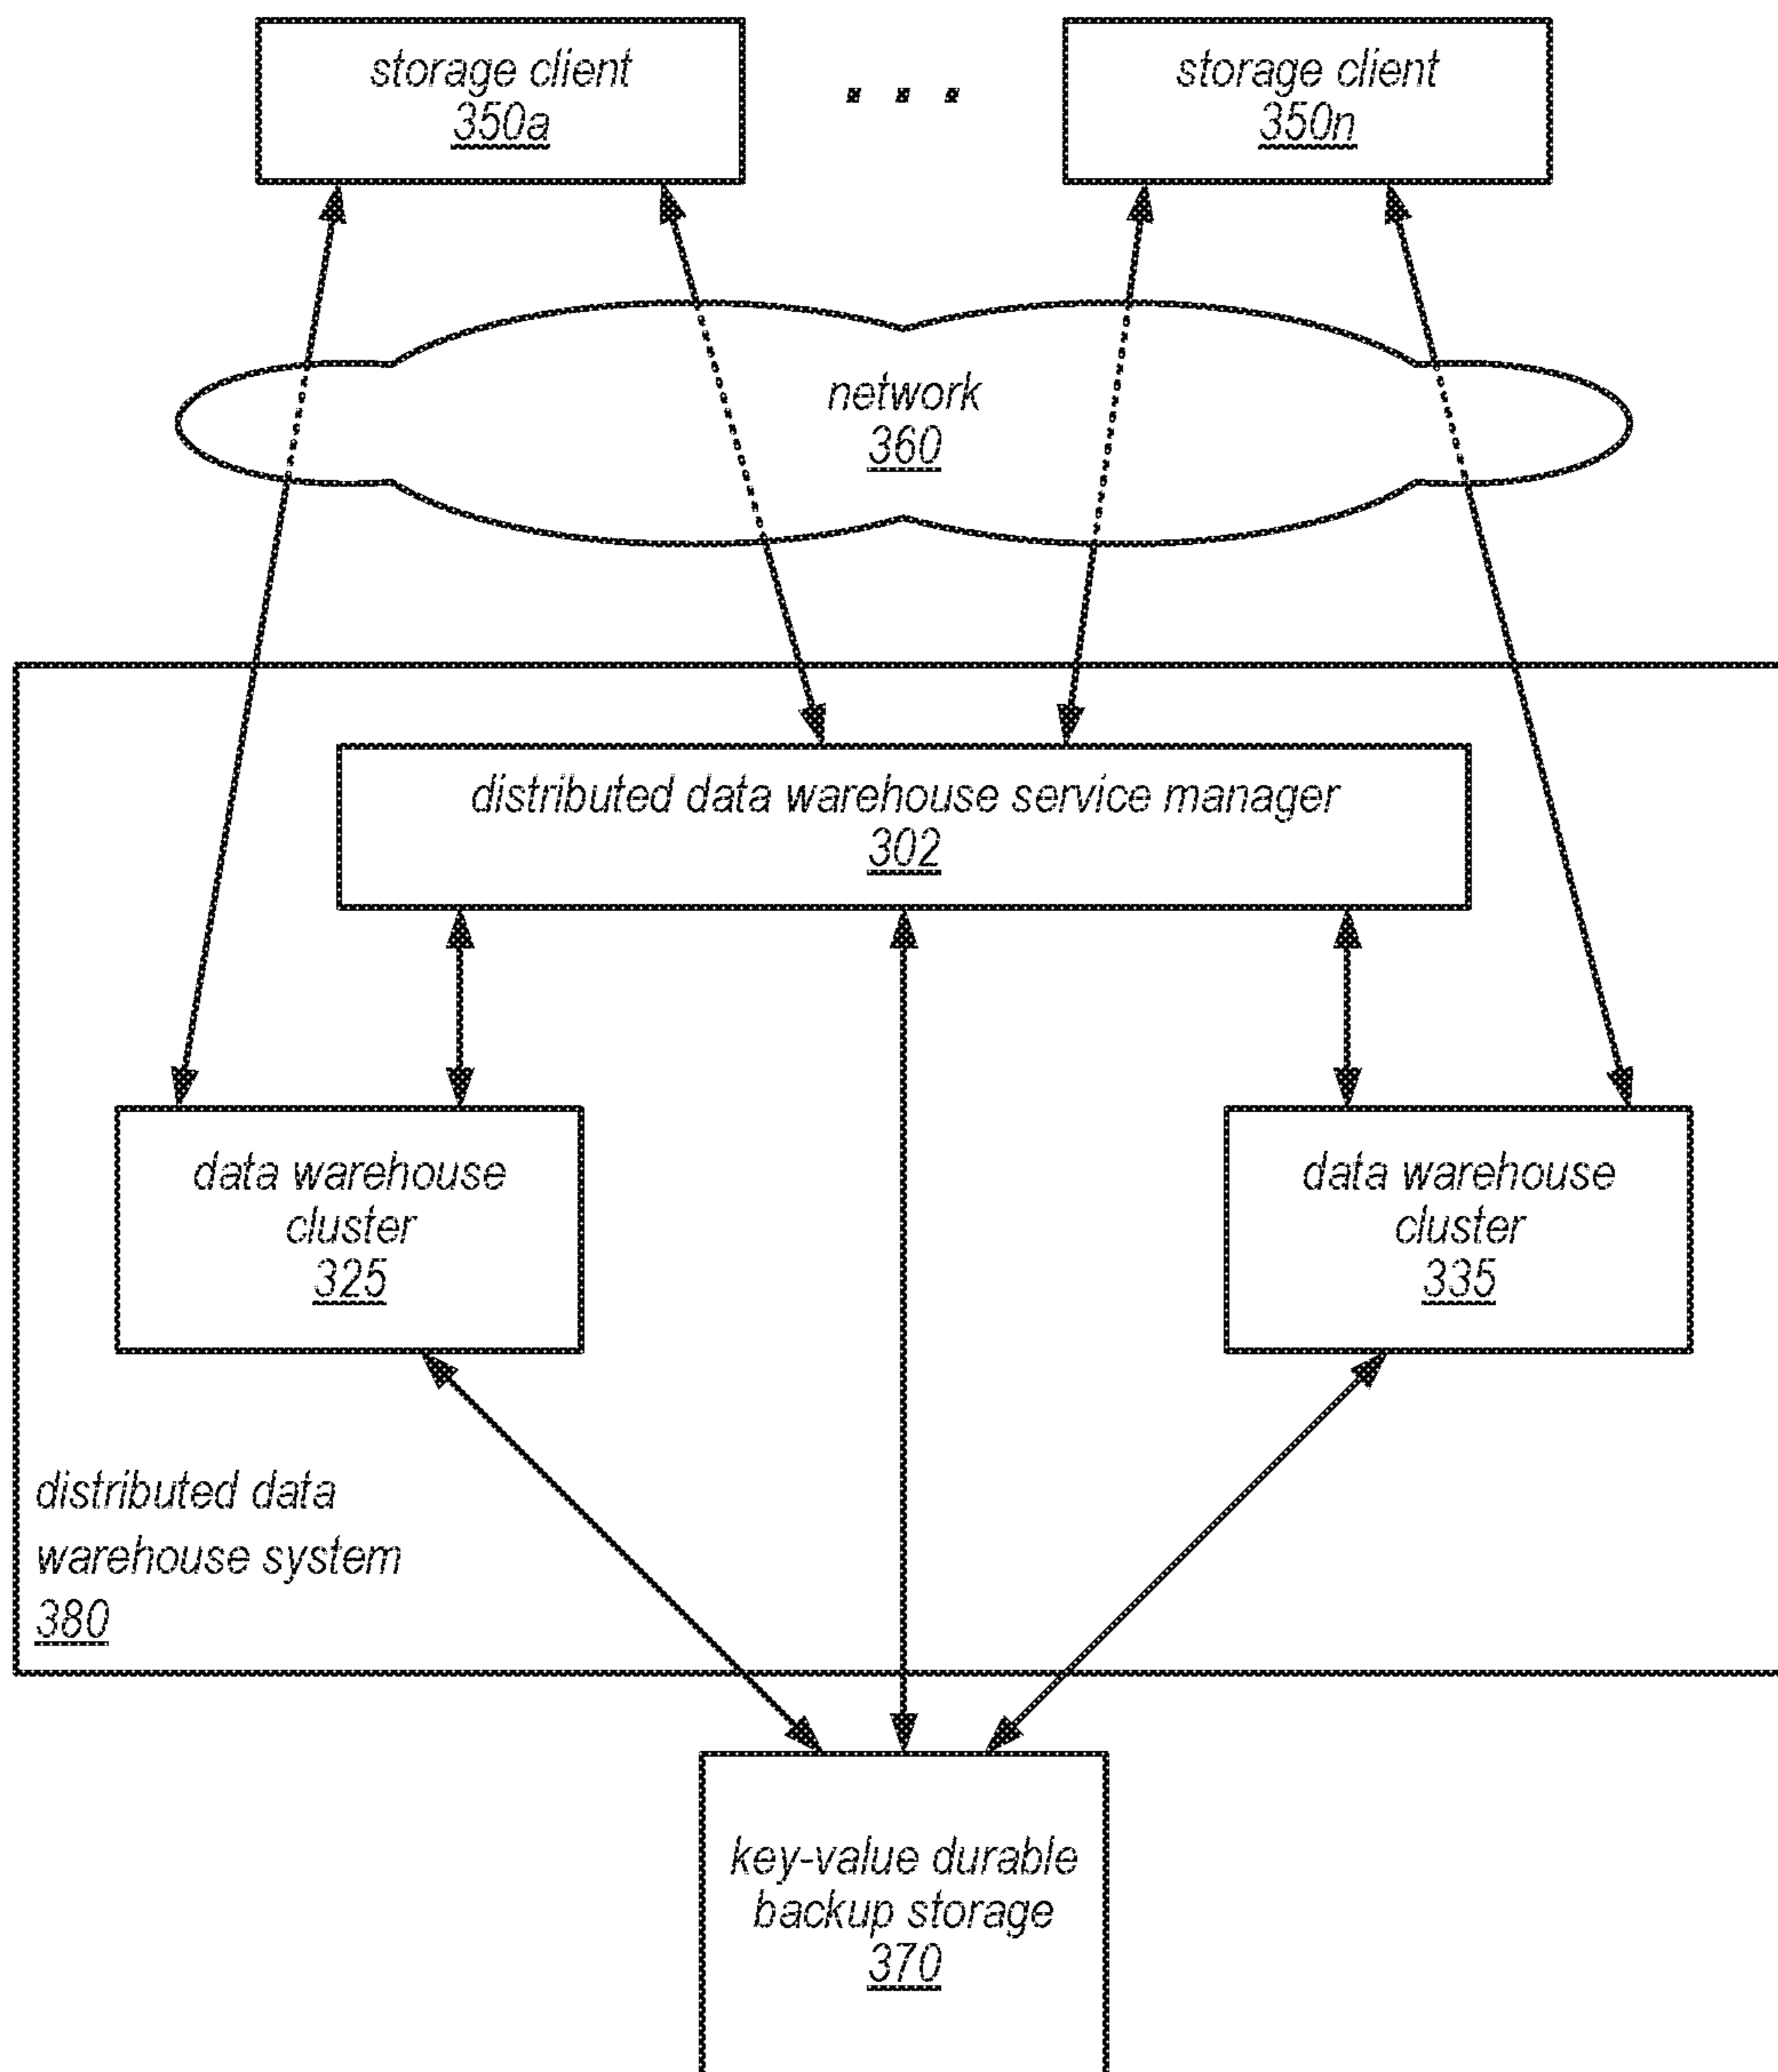 storage client
350a
. . .
storage client
350n
network
360
distributed data warehouse service manager
302
data warehouse
cluster
325
data warehouse
cluster
335
distributed data
warehouse system
380
key-value durable
backup storage
370